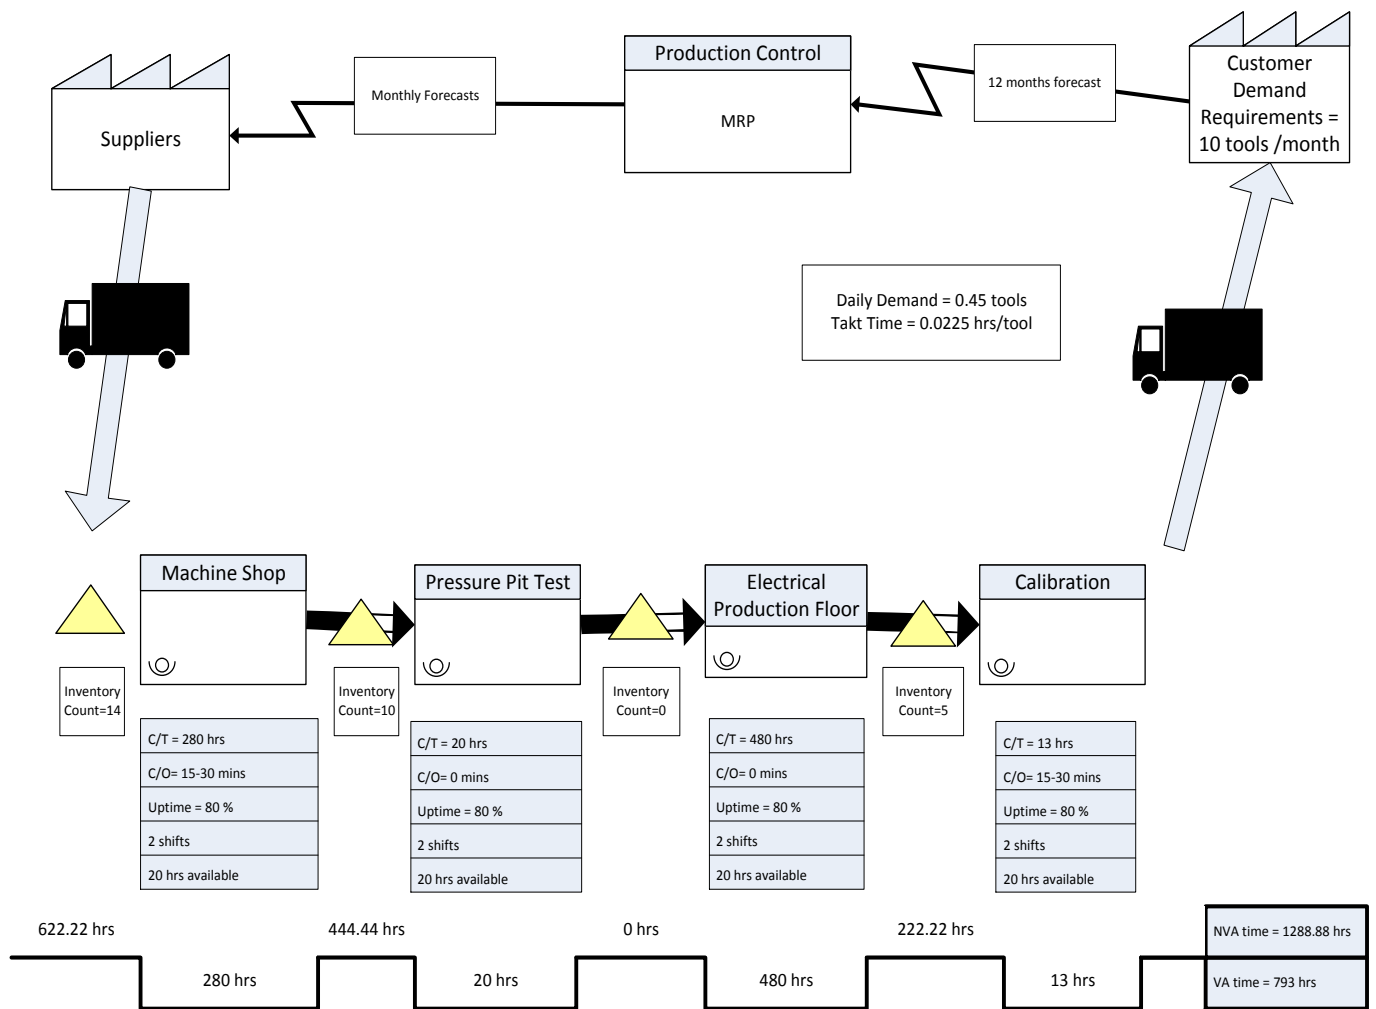 Suppliers
Monthly Forecasts
Production Control
MRP
12 months forecast
Customer
Demand
Requirements =
10 tools /month
Daily Demand = 0.45 tools
Takt Time = 0.0225 hrs/tool
Machine Shop
Pressure Pit Test
Electrical
Production Floor
Calibration
Inventory
Count=14
Inventory
Count=10
Inventory
Count=0
Inventory
Count=5
C/T = 280 hrs
C/O= 15-30 mins
Uptime = 80 %
2 shifts
20 hrs available
C/T = 20 hrs
C/O= 0 mins
Uptime = 80 %
2 shifts
20 hrs available
C/T = 480 hrs
C/O= 0 mins
Uptime = 80 %
2 shifts
20 hrs available
C/T = 13 hrs
C/O= 15-30 mins
Uptime = 80 %
2 shifts
20 hrs available
622.22 hrs
444.44 hrs
0 hrs
222.22 hrs
NVA time = 1288.88 hrs
280 hrs
20 hrs
480 hrs
13 hrs
VA time = 793 hrs